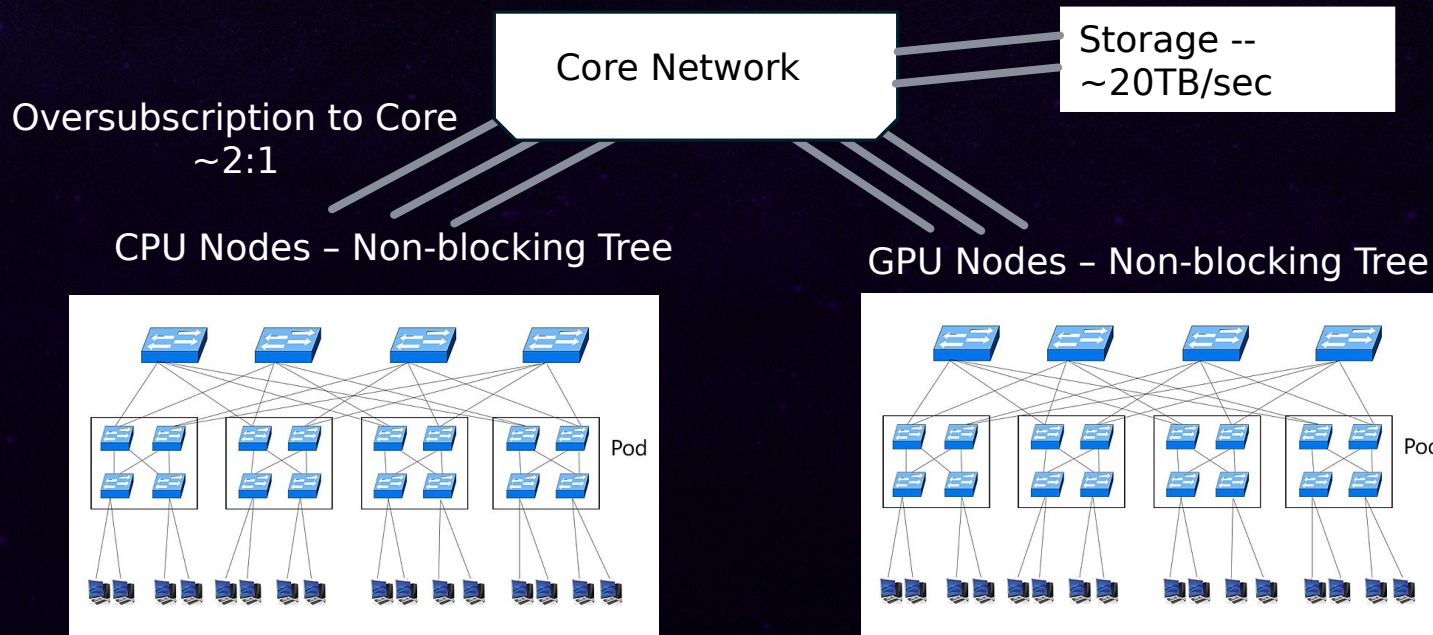 Core Network
Storage --
~20TB/sec
Oversubscription to Core
~2:1
CPU Nodes – Non-blocking Tree
GPU Nodes – Non-blocking Tree
Pod
Pod